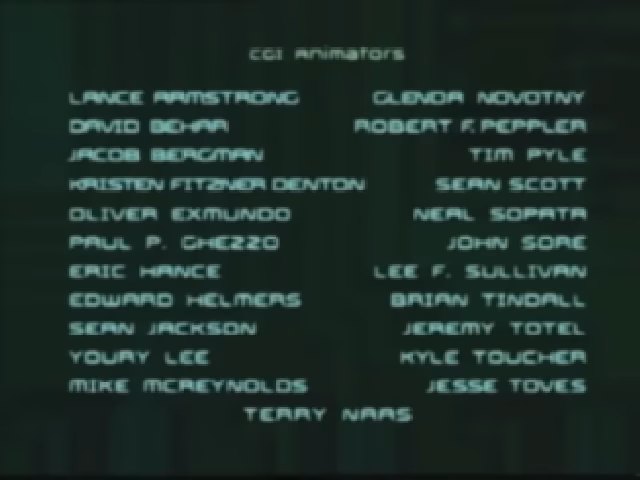 CGI Animators
LANCE ARMSTRONG GLENDA NOVOTNY
DAVID BEHAR ROBERT F. PEPPLER
JACOB BERGMAN TIM PYLE
KRISTEN FITZNER DENTON SEAN SCOTT
OLIVER EXMUNDO NEAL SOPATA
PAUL P. GHEZZO JOHN SORE
ERIC HANCE LEE F. SULLIVAN
EDWARD HELMERS BRIAN TINDALL
SEAN JACKSON JEREMY TOTEL
YOURY LEE KYLE TOUCHER
MIKE MCREYNOLDS JESSE TOVES
TERRY NAAS